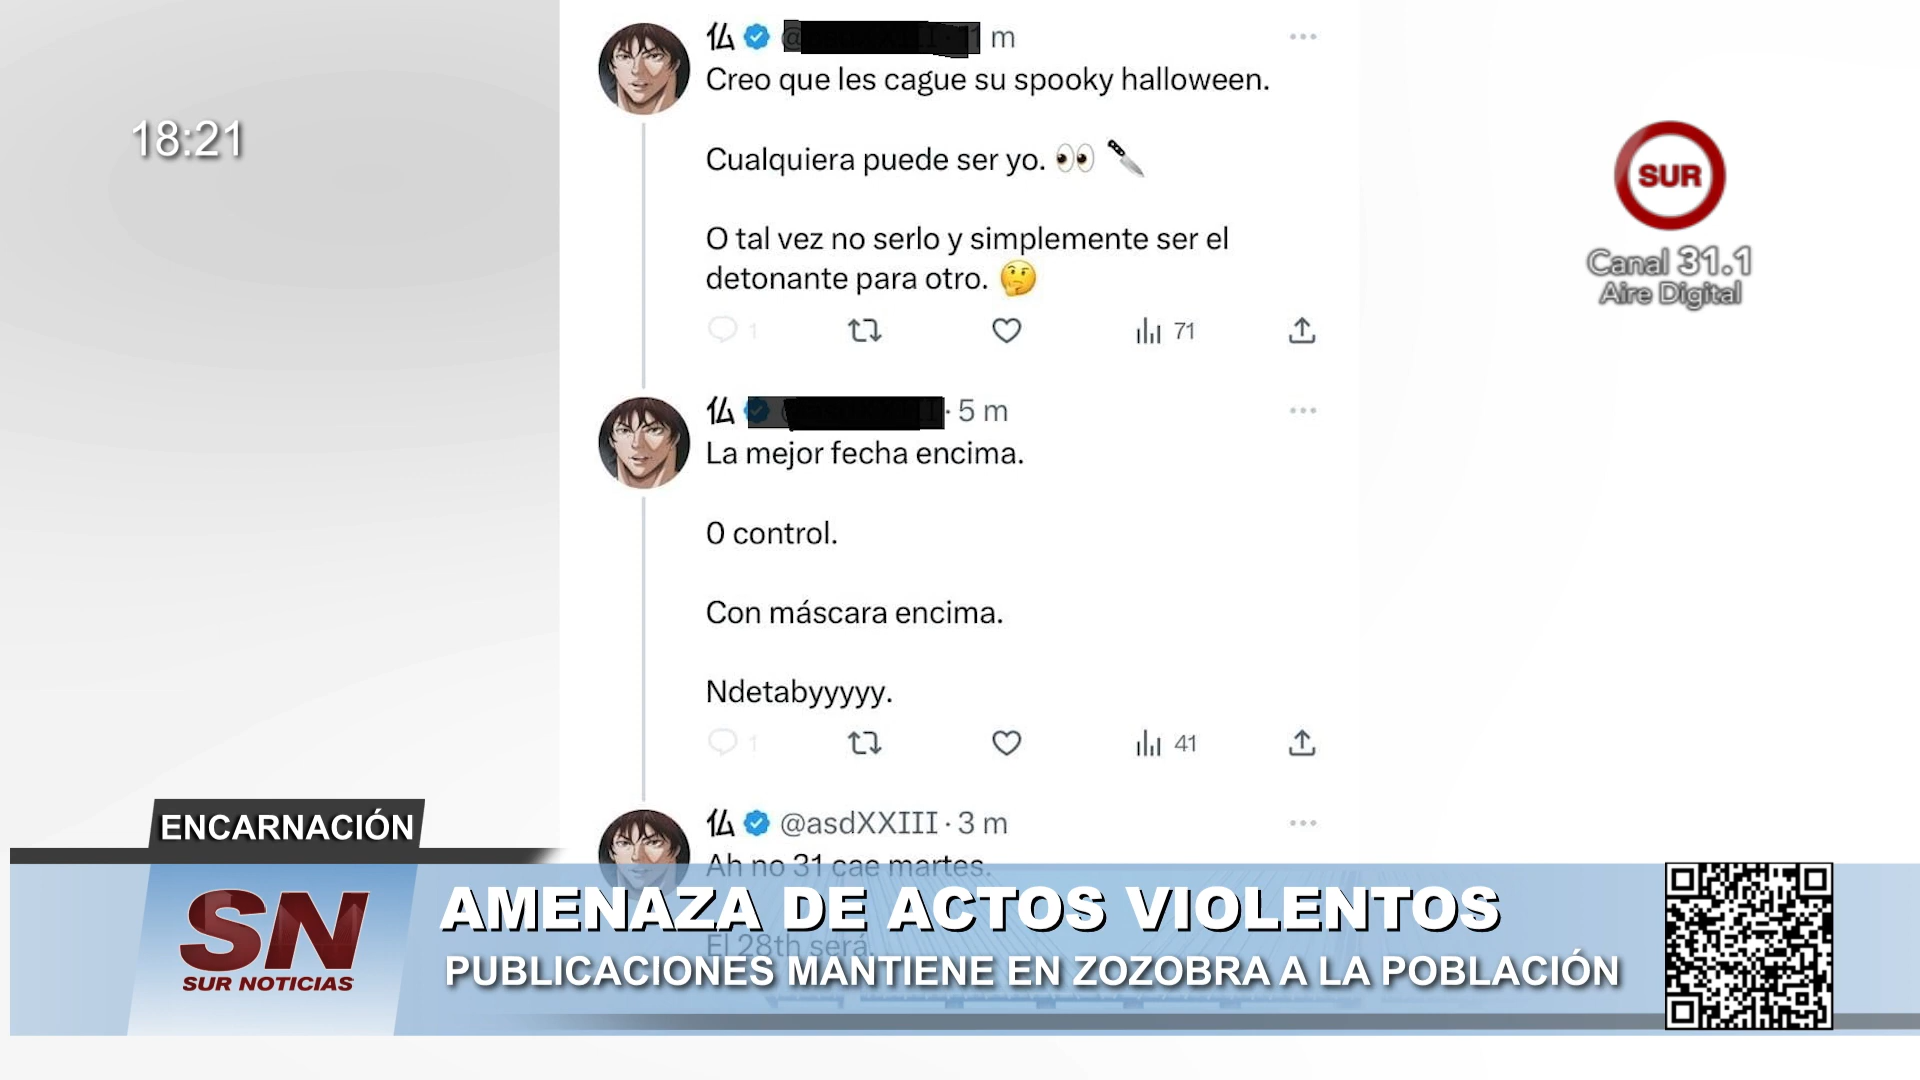 14 m
Creo que les cague su spooky halloween.
Cualquiera puede ser yo. 👀 🔪
O tal vez no serlo y simplemente ser el
detonante para otro. 🤔
1 71
14 · 5 m
La mejor fecha encima.
0 control.
Con máscara encima.
Ndetabyyyyy.
1 41
14 @asdXXIII · 3 m
Ah no 31 cae martes.
El 28th será.
18:21
SUR
Canal 31.1
Aire Digital
ENCARNACIÓN
SN
SUR NOTICIAS
AMENAZA DE ACTOS VIOLENTOS
PUBLICACIONES MANTIENE EN ZOZOBRA A LA POBLACIÓN